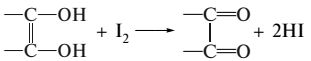 —C—OH —C=O
‖ + I₂ ⟶ | + 2HI
—C—OH —C=O